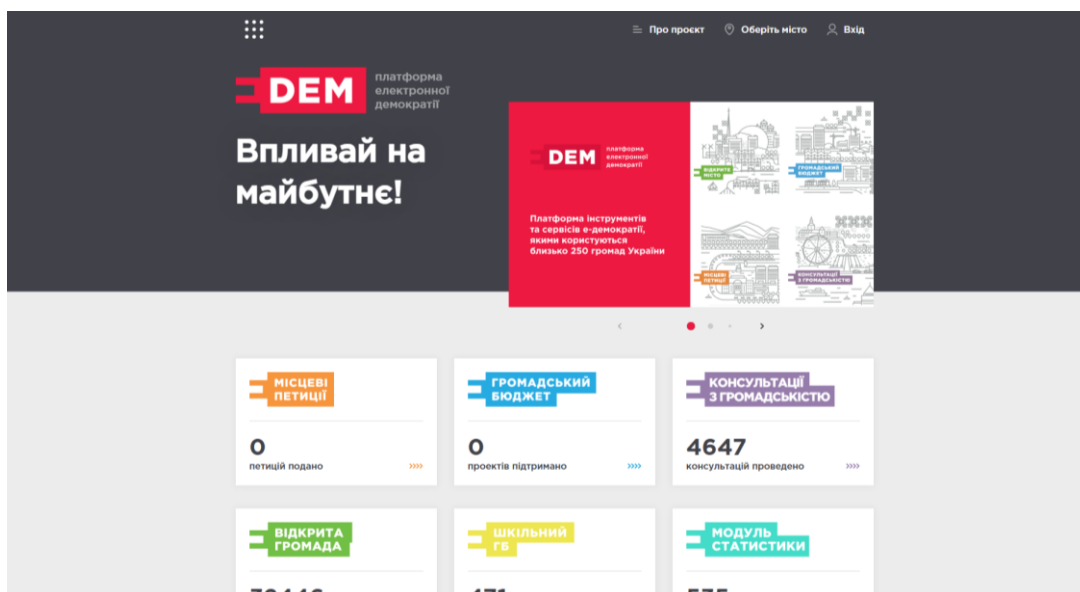 Про проєкт
Оберіть місто
Вхід
DEM
платформа
електронної
демократії
Впливай на
майбутнє!
DEM
платформа
електронної
демократії
Платформа інструментів
та сервісів е-демократії,
якими користуються
близько 250 громад України
ВІДКРИТЕ
МІСТО
ГРОМАДСЬКИЙ
БЮДЖЕТ
МІСЦЕВІ
ПЕТИЦІЇ
КОНСУЛЬТАЦІЇ
З ГРОМАДСЬКІСТЮ
МІСЦЕВІ
ПЕТИЦІЇ
0
петицій подано
ГРОМАДСЬКИЙ
БЮДЖЕТ
0
проектів підтримано
КОНСУЛЬТАЦІЇ
З ГРОМАДСЬКІСТЮ
4647
консультацій проведено
ВІДКРИТА
ГРОМАДА
ШКІЛЬНИЙ
ГБ
МОДУЛЬ
СТАТИСТИКИ